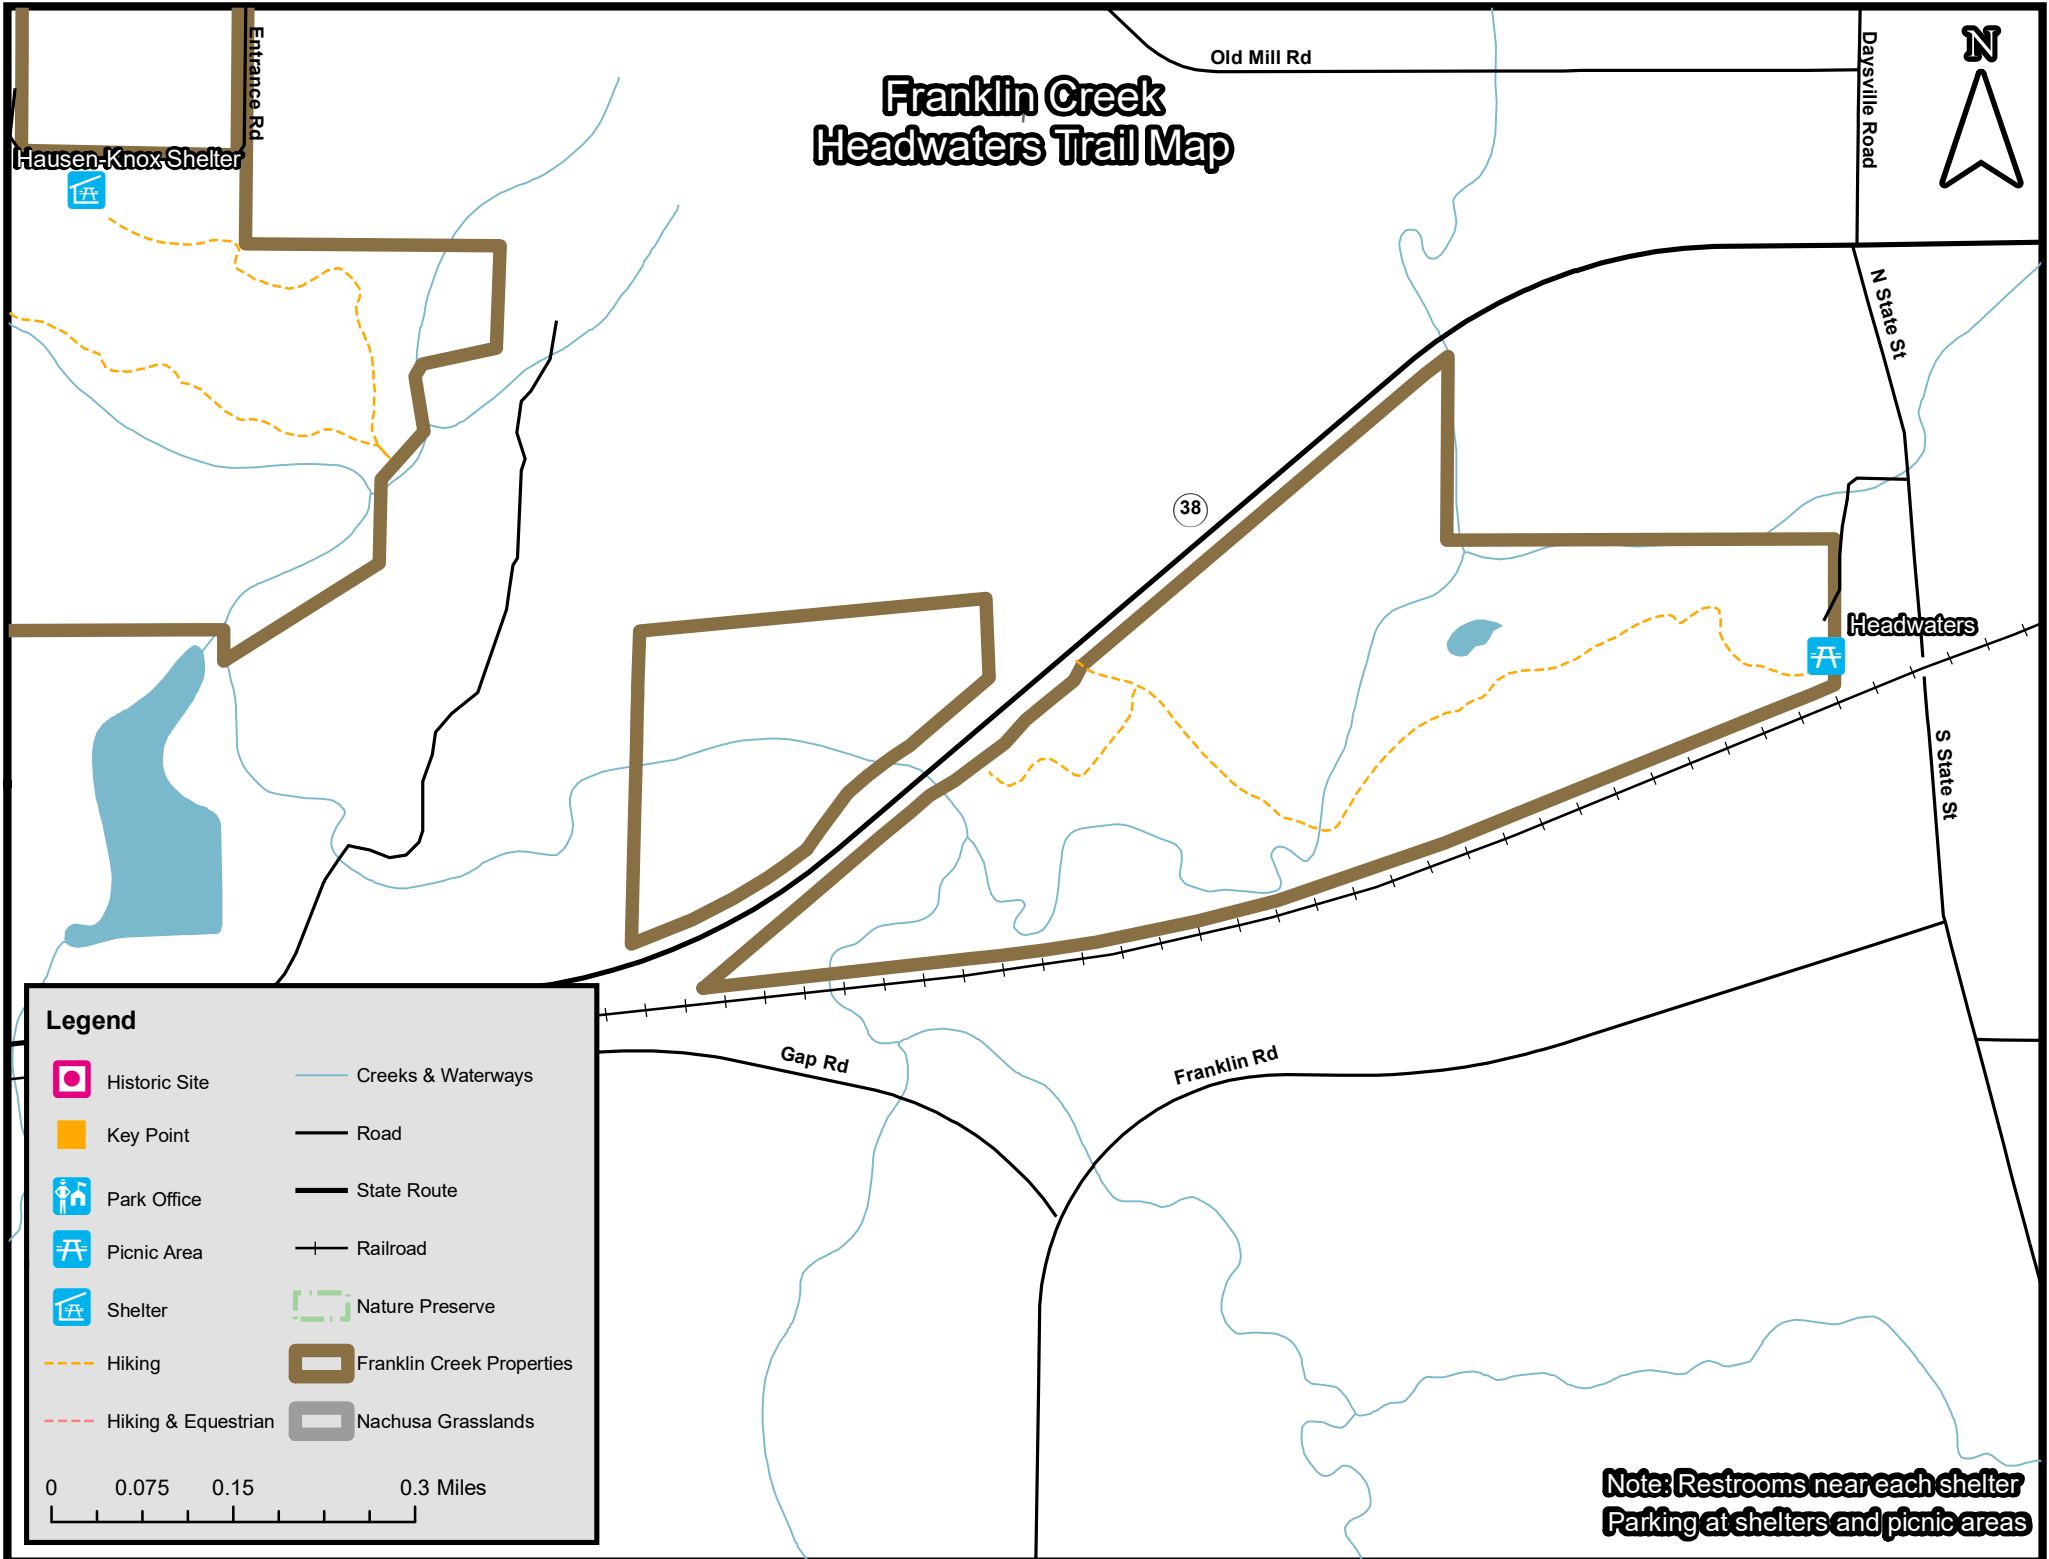 Franklin Creek
Headwaters Trail Map
N
Entrance Rd
Old Mill Rd
Daysville Road
Hausen-Knox Shelter
N State St
38
Headwaters
S State St
Gap Rd
Franklin Rd
Legend
Historic Site
Key Point
Park Office
Picnic Area
Shelter
Hiking
Hiking & Equestrian
Creeks & Waterways
Road
State Route
Railroad
Nature Preserve
Franklin Creek Properties
Nachusa Grasslands
0 0.075 0.15 0.3 Miles
Note: Restrooms near each shelter
Parking at shelters and picnic areas